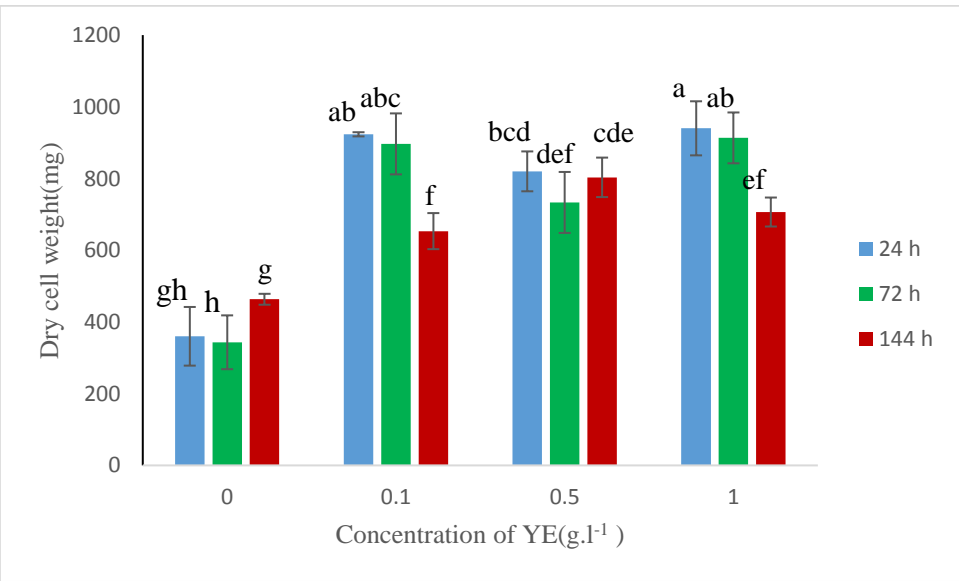 1200
1000
800
600
400
200
0
Dry cell weight(mg)
gh
h
g
ab
abc
f
bcd
def
cde
a
ab
ef
0
0.1
0.5
1
Concentration of YE(g.l⁻¹ )
24 h
72 h
144 h